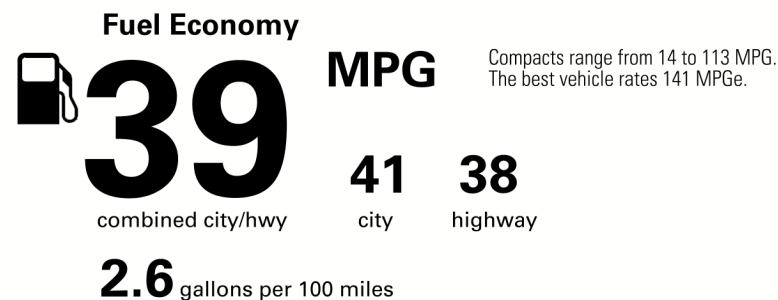 Fuel Economy
39
MPG
Compacts range from 14 to 113 MPG.
The best vehicle rates 141 MPGe.
combined city/hwy
41
city
38
highway
2.6 gallons per 100 miles